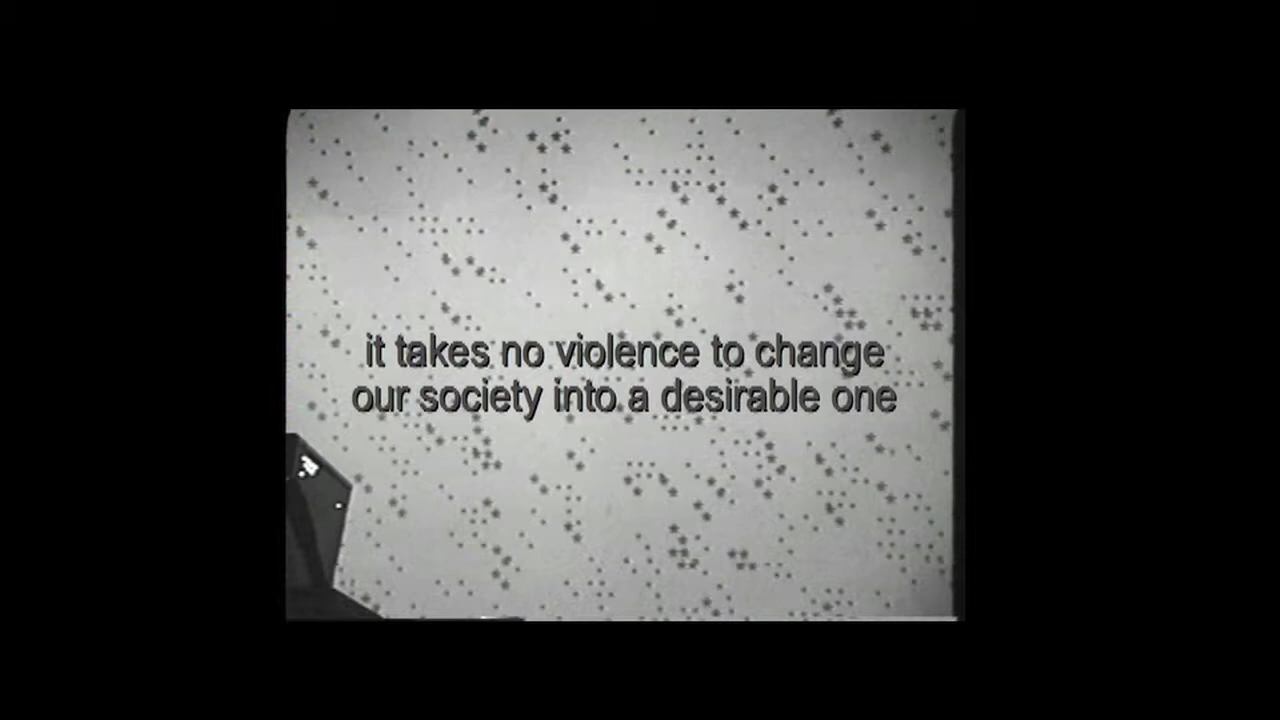 it takes no violence to change
our society into a desirable one